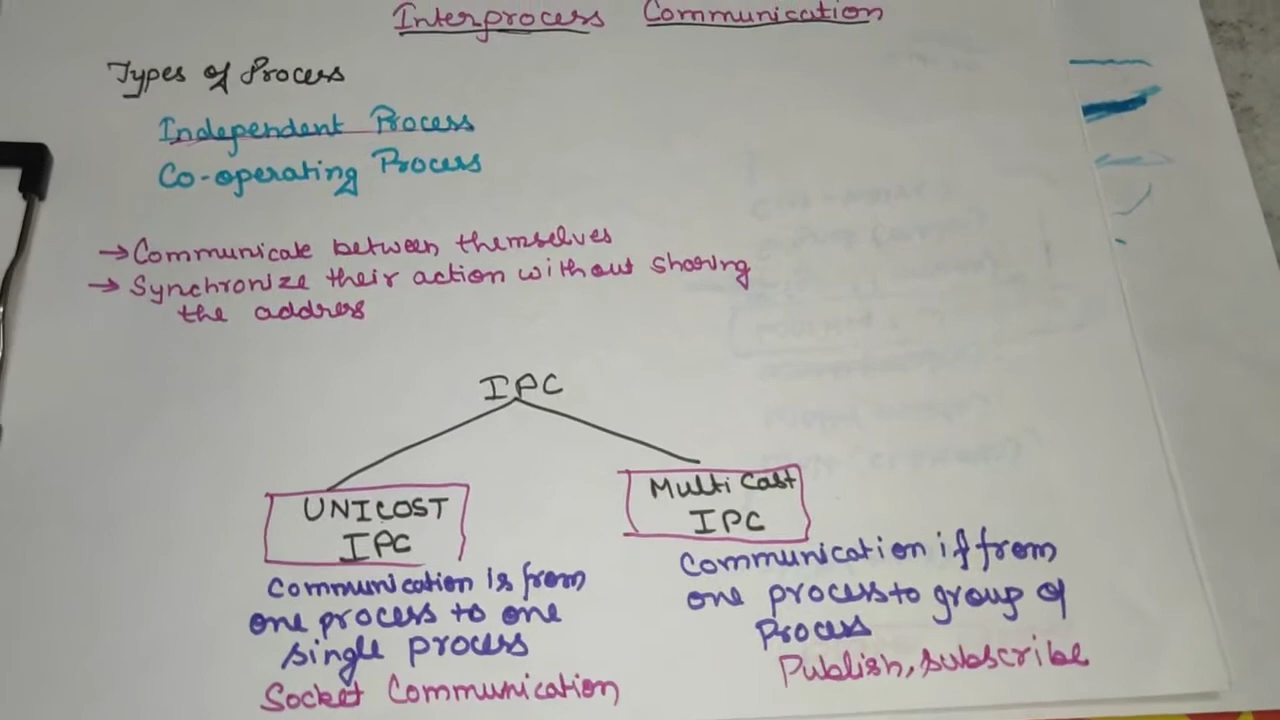 Interprocess Communication
Types of Process
Independent Process
Co-operating Process
→ Communicate between themselves
→ Synchronize their action without sharing
the address
IPC
UNICOST
IPC
Communication is from
one process to one
single process
Socket Communication
Multi Cast
IPC
Communication if from
one process to group of
Process
Publish, subscribe